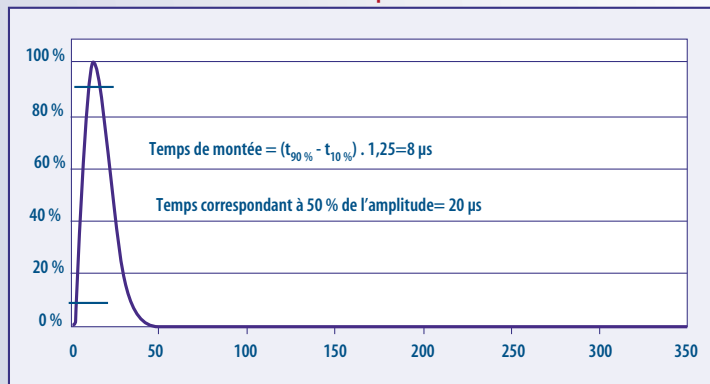 100 %
80 %
Temps de montée = (t90 % - t10 %) . 1,25=8 µs
60 %
Temps correspondant à 50 % de l'amplitude= 20 µs
40 %
20 %
0 %
0 50 100 150 200 250 300 350